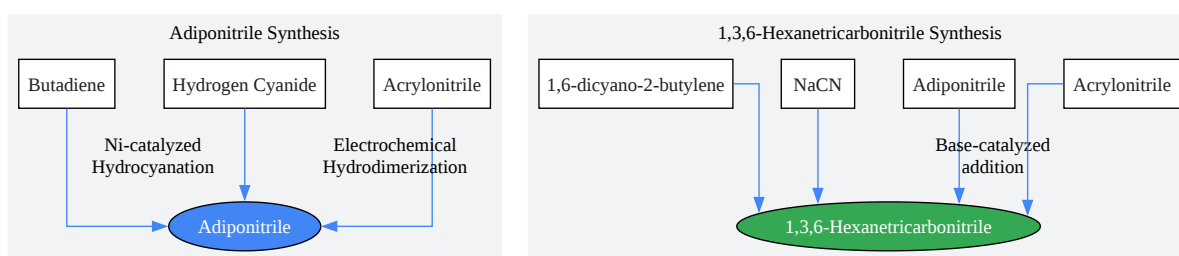 Adiponitrile Synthesis
Butadiene
Hydrogen Cyanide
Acrylonitrile
Ni-catalyzed
Hydrocyanation
Electrochemical
Hydrodimerization
Adiponitrile
1,3,6-Hexanetricarbonitrile Synthesis
1,6-dicyano-2-butylene
NaCN
Adiponitrile
Acrylonitrile
Base-catalyzed
addition
1,3,6-Hexanetricarbonitrile